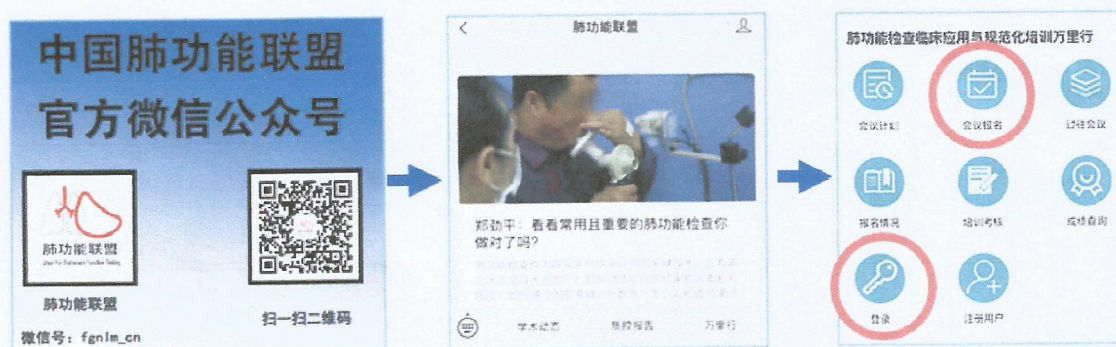 中国肺功能联盟
官方微信公众号
肺功能联盟
肺功能联盟
微信号：fgnlm_cn
扫一扫二维码
肺功能联盟
郑劲平：看看常用且重要的肺功能检查你
做对了吗？
学术动态
质控报告
万里行
肺功能检查临床应用与规范化培训万里行
会议计划
会议报名
过往会议
报名情况
培训考核
成绩查询
登录
注册用户